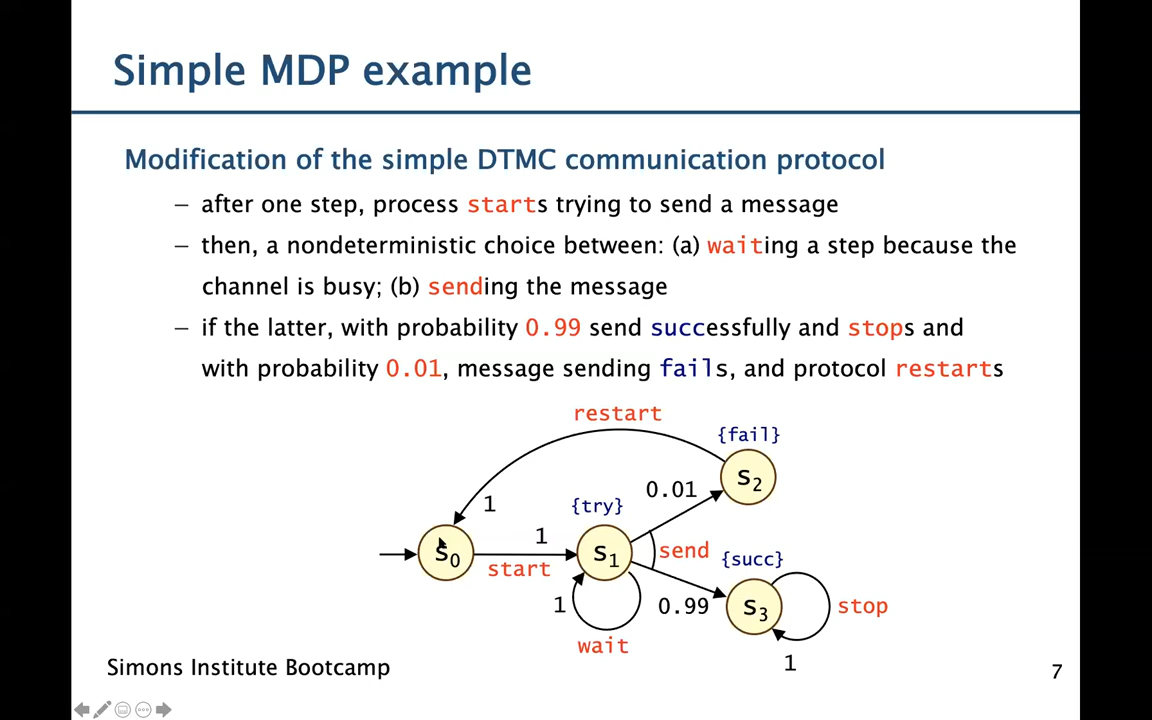 Simple MDP example
Modification of the simple DTMC communication protocol
– after one step, process starts trying to send a message
– then, a nondeterministic choice between: (a) waiting a step because the
channel is busy; (b) sending the message
– if the latter, with probability 0.99 send successfully and stops and
with probability 0.01, message sending fails, and protocol restarts
restart
{fail}
s2
0.01
1
{try}
1
s0
s1
send
{succ}
start
1
0.99
s3
stop
wait
1
Simons Institute Bootcamp
7